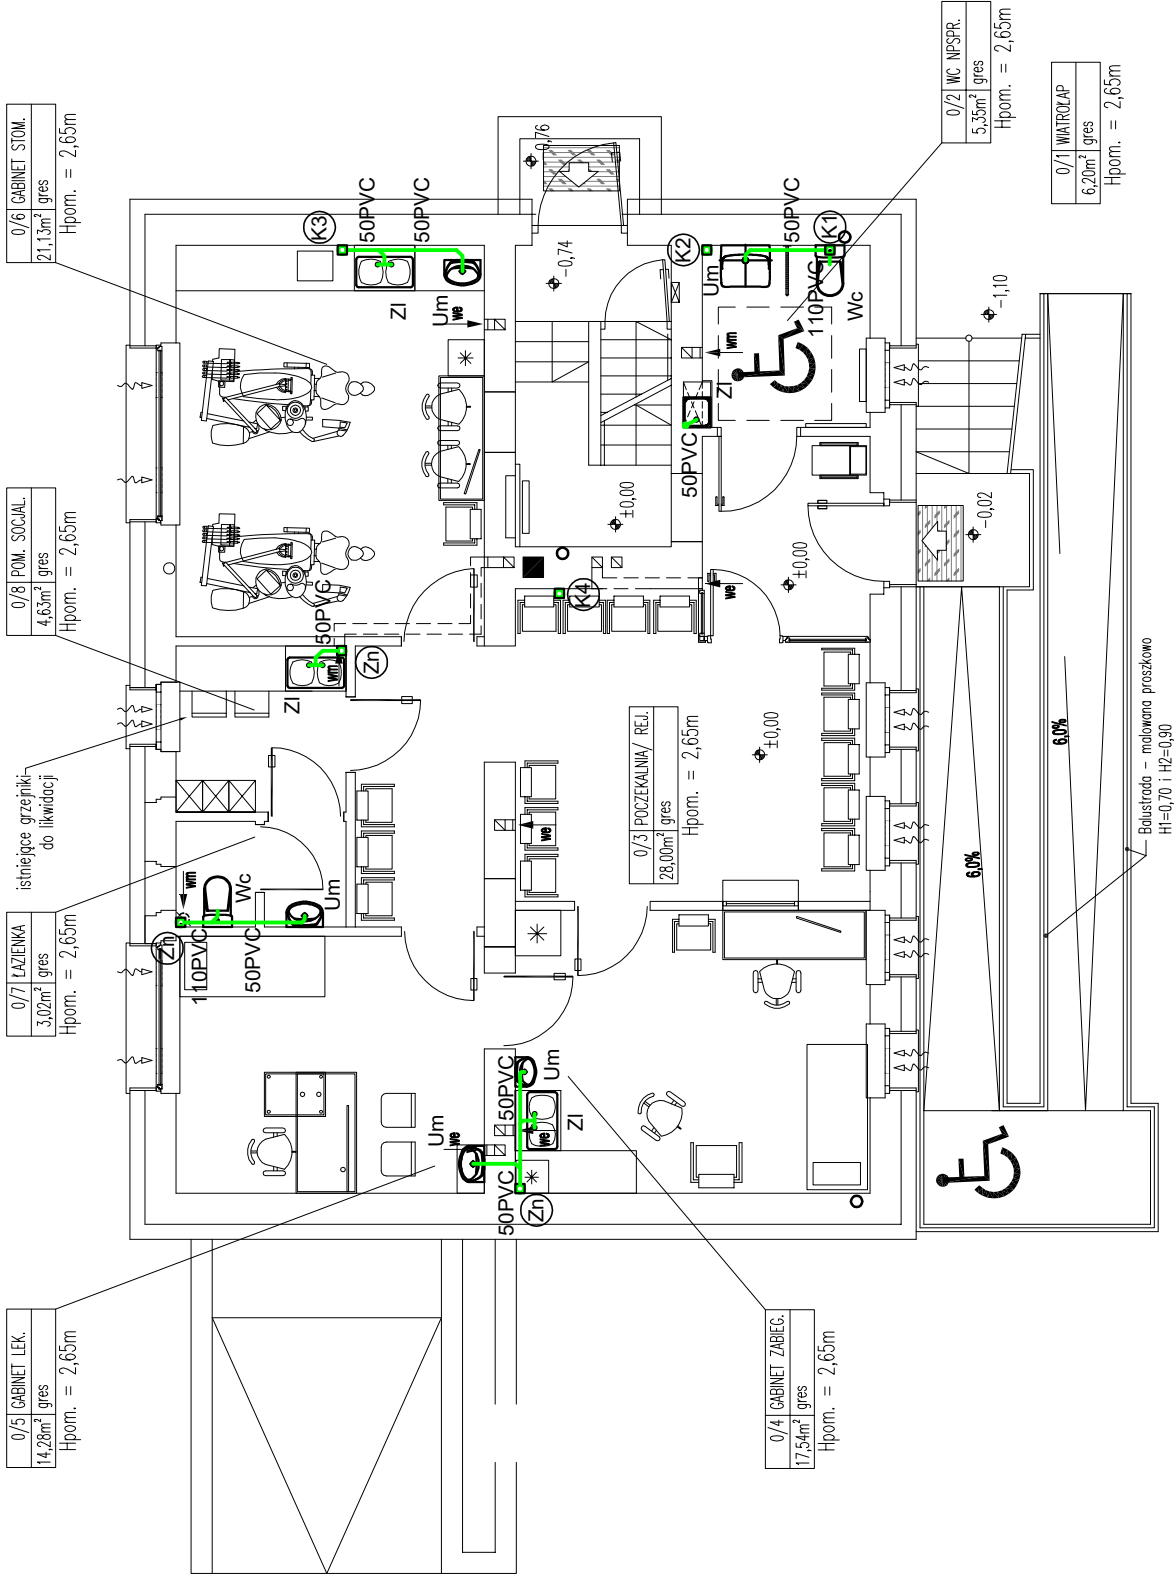 0/5 GABINET LEK.
14,28m² gres
Hpom. = 2,65m
0/7 ŁAZIENKA
3,02m² gres
Hpom. = 2,65m
istniejące grzejniki
do likwidacji
0/8 POM. SOCJAL.
4,63m² gres
Hpom. = 2,65m
0/6 GABINET STOM.
21,13m² gres
Hpom. = 2,65m
Zn
wm
110PVC
Wc
50PVC
Um
Zl
wm
50PVC
Zn
K3
50PVC
50PVC
Zl
Um
we
Um
we
50PVC
Zn
50PVC
Um
we
Zl
we
K4
±0,00
0,76
-0,74
K2
Um
50PVC
K1
110PVC
Wc
wm
Zl
50PVC
we
±0,00
0/3 POCZEKALNIA/ REJ.
28,00m² gres
Hpom. = 2,65m
±0,00
0/4 GABINET ZABIEG.
17,54m² gres
Hpom. = 2,65m
0/2 WC NPSPR.
5,35m² gres
Hpom. = 2,65m
0/1 WIATROŁAP
6,20m² gres
Hpom. = 2,65m
-0,02
-1,10
6,0%
6,0%
Balustrada - malowana proszkowo
H1=0,70 i H2=0,90